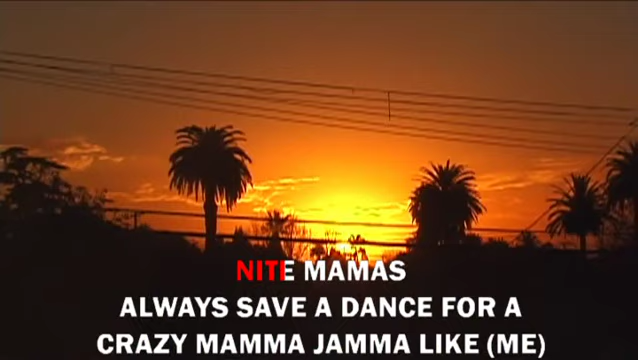 NITE MAMAS
ALWAYS SAVE A DANCE FOR A
CRAZY MAMMA JAMMA LIKE (ME)